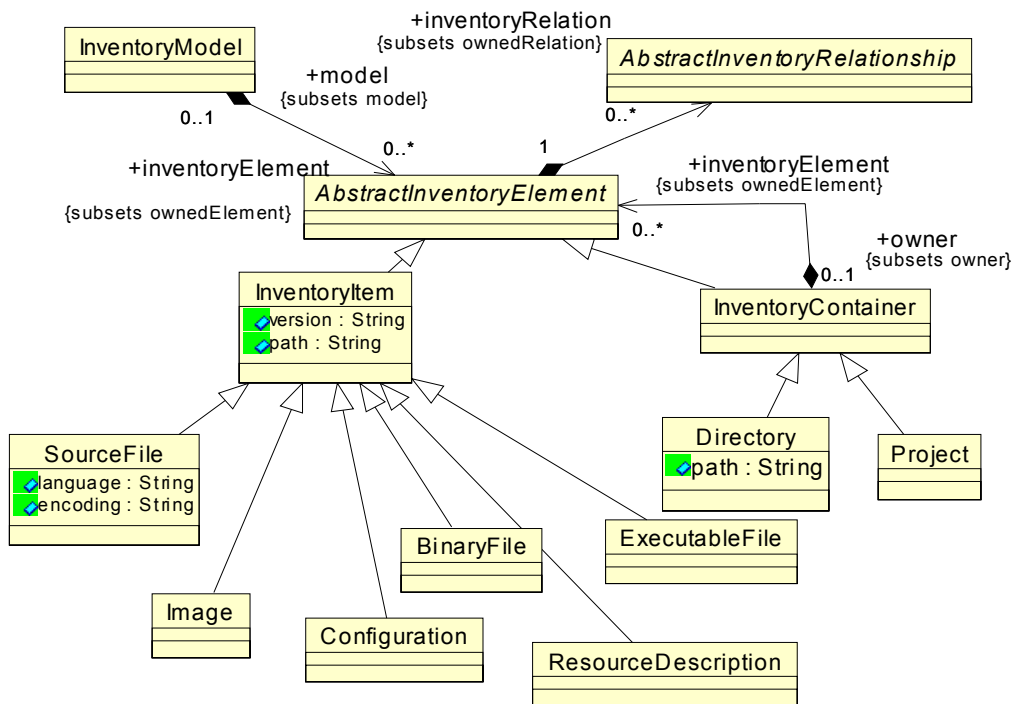 +inventoryRelation
{subsets ownedRelation}
InventoryModel
AbstractInventoryRelationship
+model
{subsets model}
0..1
0..*
0..*
1
+inventoryElement
{subsets ownedElement}
AbstractInventoryElement
+inventoryElement
{subsets ownedElement}
0..*
+owner
{subsets owner}
0..1
InventoryItem
version : String
path : String
InventoryContainer
SourceFile
language : String
encoding : String
Directory
path : String
Project
BinaryFile
ExecutableFile
Image
Configuration
ResourceDescription